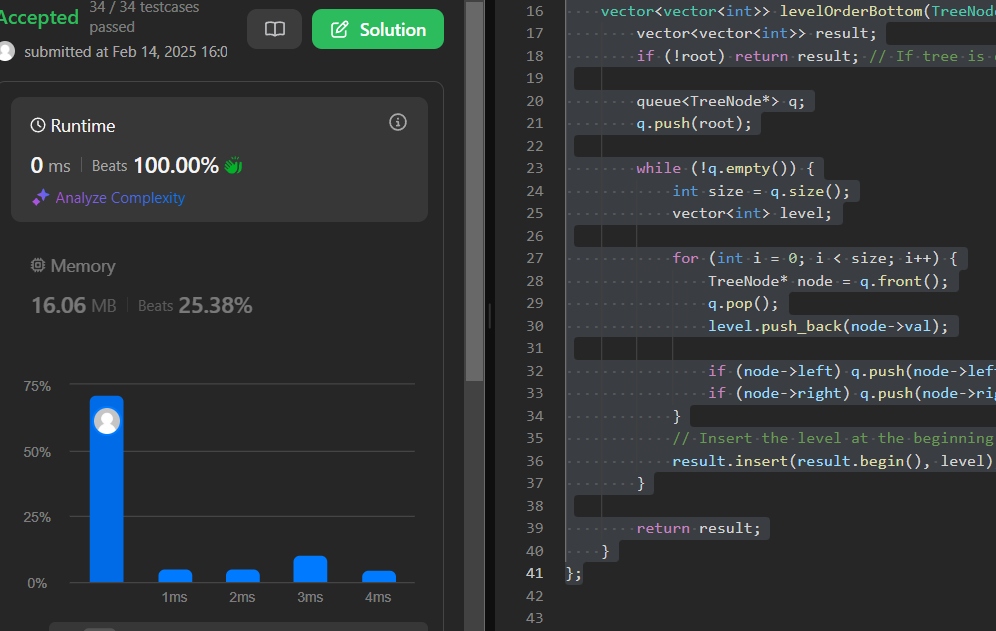 Accepted
34 / 34 testcases
passed
submitted at Feb 14, 2025 16:0
Solution
Runtime
0 ms Beats 100.00%
Analyze Complexity
Memory
16.06 MB Beats 25.38%
75%
50%
25%
0%
1ms 2ms 3ms 4ms
16 vector<vector<int>> levelOrderBottom(TreeNode
17 vector<vector<int>> result;
18 if (!root) return result; // If tree is
19
20 queue<TreeNode*> q;
21 q.push(root);
22
23 while (!q.empty()) {
24 int size = q.size();
25 vector<int> level;
26
27 for (int i = 0; i < size; i++) {
28 TreeNode* node = q.front();
29 q.pop();
30 level.push_back(node->val);
31
32 if (node->left) q.push(node->lef
33 if (node->right) q.push(node->rig
34 }
35 // Insert the level at the beginning
36 result.insert(result.begin(), level)
37 }
38
39 return result;
40 }
41 };
42
43